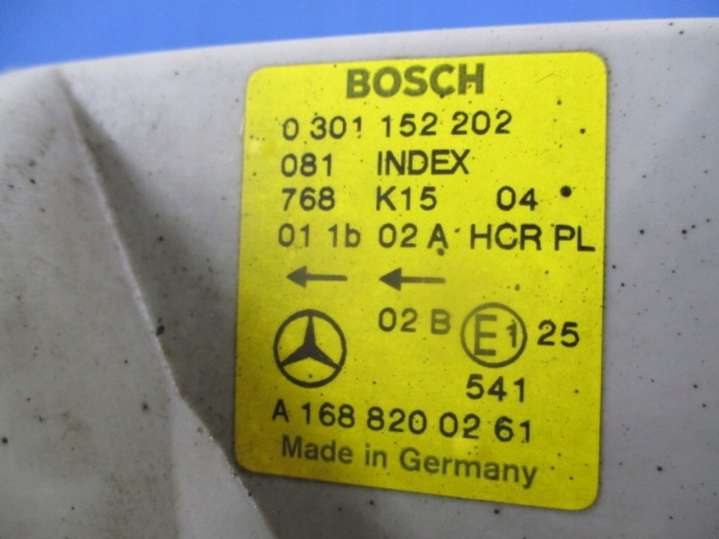 BOSCH
0 301 152 202
081 INDEX
768 K15 04
01 1b 02 A HCR PL
02 B E1 25
541
A 168 820 02 61
Made in Germany